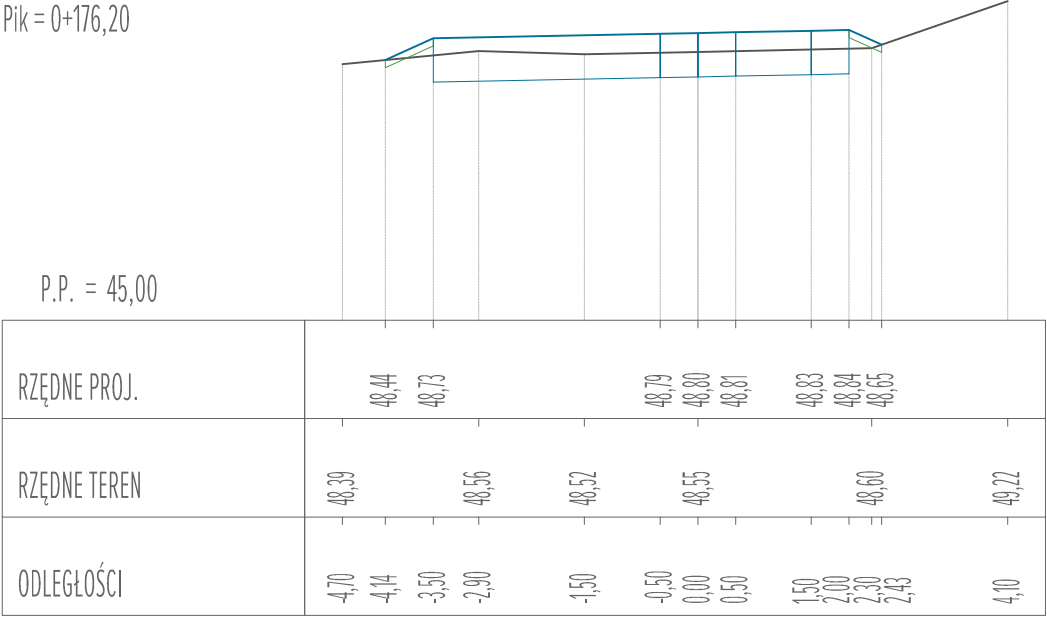 Pik = 0+176,20
P.P. = 45,00
RZĘDNE PROJ. 48,44 48,73 48,79 48,80 48,81 48,83 48,84 48,65
RZĘDNE TEREN 48,39 48,56 48,52 48,55 48,60 49,22
ODLEGŁOŚCI -4,70 -4,14 -3,50 -2,90 -1,50 -0,50 0,00 0,50 1,50 2,00 2,30 2,43 4,10